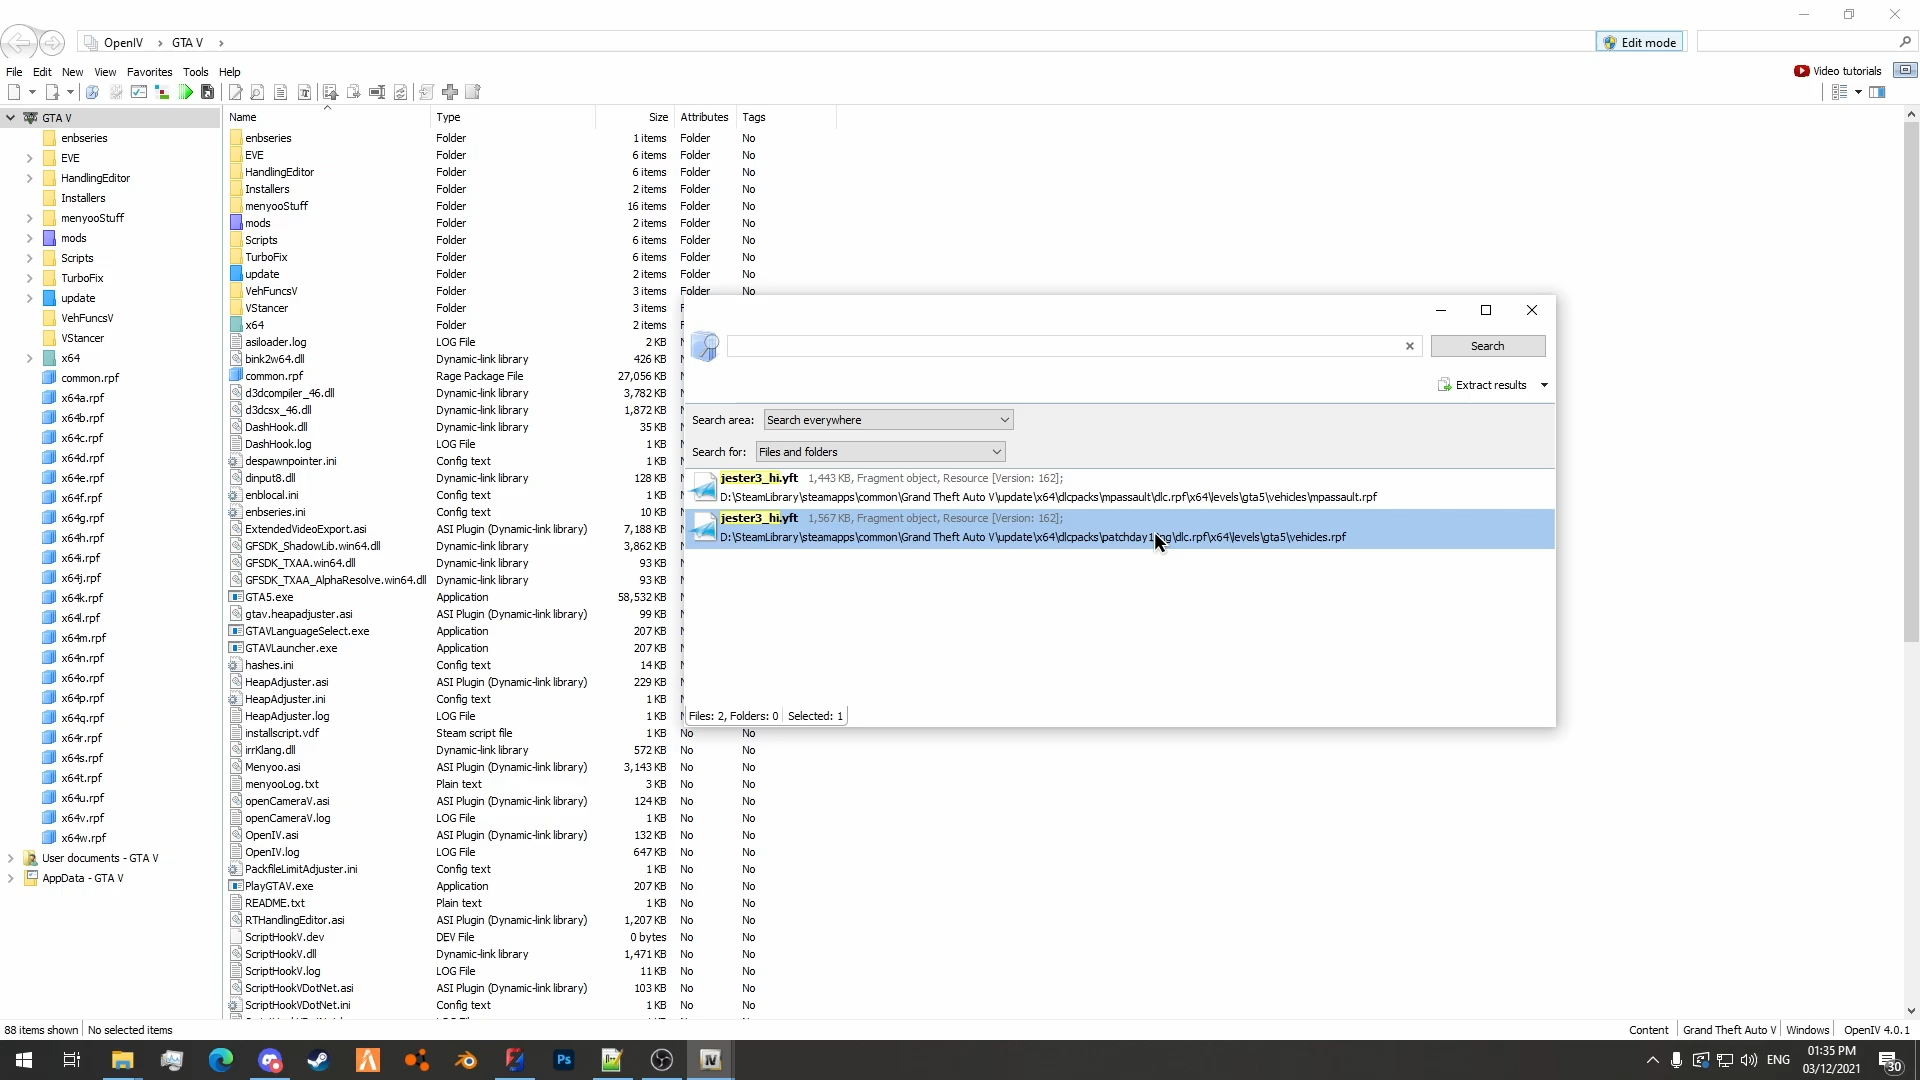 OpenIV › GTA V ›
Edit mode
File Edit New View Favorites Tools Help
Video tutorials
GTA V
enbseries
EVE
HandlingEditor
Installers
menyooStuff
mods
Scripts
TurboFix
update
VehFuncsV
VStancer
x64
common.rpf
x64a.rpf
x64b.rpf
x64c.rpf
x64d.rpf
x64e.rpf
x64f.rpf
x64g.rpf
x64h.rpf
x64i.rpf
x64j.rpf
x64k.rpf
x64l.rpf
x64m.rpf
x64n.rpf
x64o.rpf
x64p.rpf
x64q.rpf
x64r.rpf
x64s.rpf
x64t.rpf
x64u.rpf
x64v.rpf
x64w.rpf
User documents - GTA V
AppData - GTA V
Name Type Size Attributes Tags
enbseries Folder 1 items Folder No
EVE Folder 6 items Folder No
HandlingEditor Folder 6 items Folder No
Installers Folder 2 items Folder No
menyooStuff Folder 16 items Folder No
mods Folder 2 items Folder No
Scripts Folder 6 items Folder No
TurboFix Folder 6 items Folder No
update Folder 2 items Folder No
VehFuncsV Folder 3 items Folder No
VStancer Folder 3 items
x64 Folder 2 items
asiloader.log LOG File 2 KB
bink2w64.dll Dynamic-link library 426 KB
common.rpf Rage Package File 27,056 KB
d3dcompiler_46.dll Dynamic-link library 3,782 KB
d3dcsx_46.dll Dynamic-link library 1,872 KB
DashHook.dll Dynamic-link library 35 KB
DashHook.log LOG File 1 KB
despawnpointer.ini Config text 1 KB
dinput8.dll Dynamic-link library 128 KB
enblocal.ini Config text 1 KB
enbseries.ini Config text 10 KB
ExtendedVideoExport.asi ASI Plugin (Dynamic-link library) 7,188 KB
GFSDK_ShadowLib.win64.dll Dynamic-link library 3,862 KB
GFSDK_TXAA.win64.dll Dynamic-link library 93 KB
GFSDK_TXAA_AlphaResolve.win64.dll Dynamic-link library 93 KB
GTA5.exe Application 58,532 KB
gtav.heapadjuster.asi ASI Plugin (Dynamic-link library) 99 KB
GTAVLanguageSelect.exe Application 207 KB
GTAVLauncher.exe Application 207 KB
hashes.ini Config text 14 KB
HeapAdjuster.asi ASI Plugin (Dynamic-link library) 229 KB
HeapAdjuster.ini Config text 1 KB
HeapAdjuster.log LOG File 1 KB
installscript.vdf Steam script file 1 KB No No
irrKlang.dll Dynamic-link library 572 KB No No
Menyoo.asi ASI Plugin (Dynamic-link library) 3,143 KB No No
menyooLog.txt Plain text 3 KB No No
openCameraV.asi ASI Plugin (Dynamic-link library) 124 KB No No
openCameraV.log LOG File 1 KB No No
OpenIV.asi ASI Plugin (Dynamic-link library) 132 KB No No
OpenIV.log LOG File 647 KB No No
PackfileLimitAdjuster.ini Config text 1 KB No No
PlayGTAV.exe Application 207 KB No No
README.txt Plain text 1 KB No No
RTHandlingEditor.asi ASI Plugin (Dynamic-link library) 1,207 KB No No
ScriptHookV.dev DEV File 0 bytes No No
ScriptHookV.dll Dynamic-link library 1,471 KB No No
ScriptHookV.log LOG File 11 KB No No
ScriptHookVDotNet.asi ASI Plugin (Dynamic-link library) 103 KB No No
ScriptHookVDotNet.ini Config text 1 KB No No
Search
Extract results
Search area: Search everywhere
Search for: Files and folders
jester3_hi.yft 1,443 KB, Fragment object, Resource [Version: 162];
D:\SteamLibrary\steamapps\common\Grand Theft Auto V\update\x64\dlcpacks\mpassault\dlc.rpf\x64\levels\gta5\vehicles\mpassault.rpf
jester3_hi.yft 1,567 KB, Fragment object, Resource [Version: 162];
D:\SteamLibrary\steamapps\common\Grand Theft Auto V\update\x64\dlcpacks\patchday1 g\dlc.rpf\x64\levels\gta5\vehicles.rpf
Files: 2, Folders: 0 Selected: 1
88 items shown No selected items
Content Grand Theft Auto V Windows OpenIV 4.0.1
Ps
IV
ENG
01:35 PM
03/12/2021
30